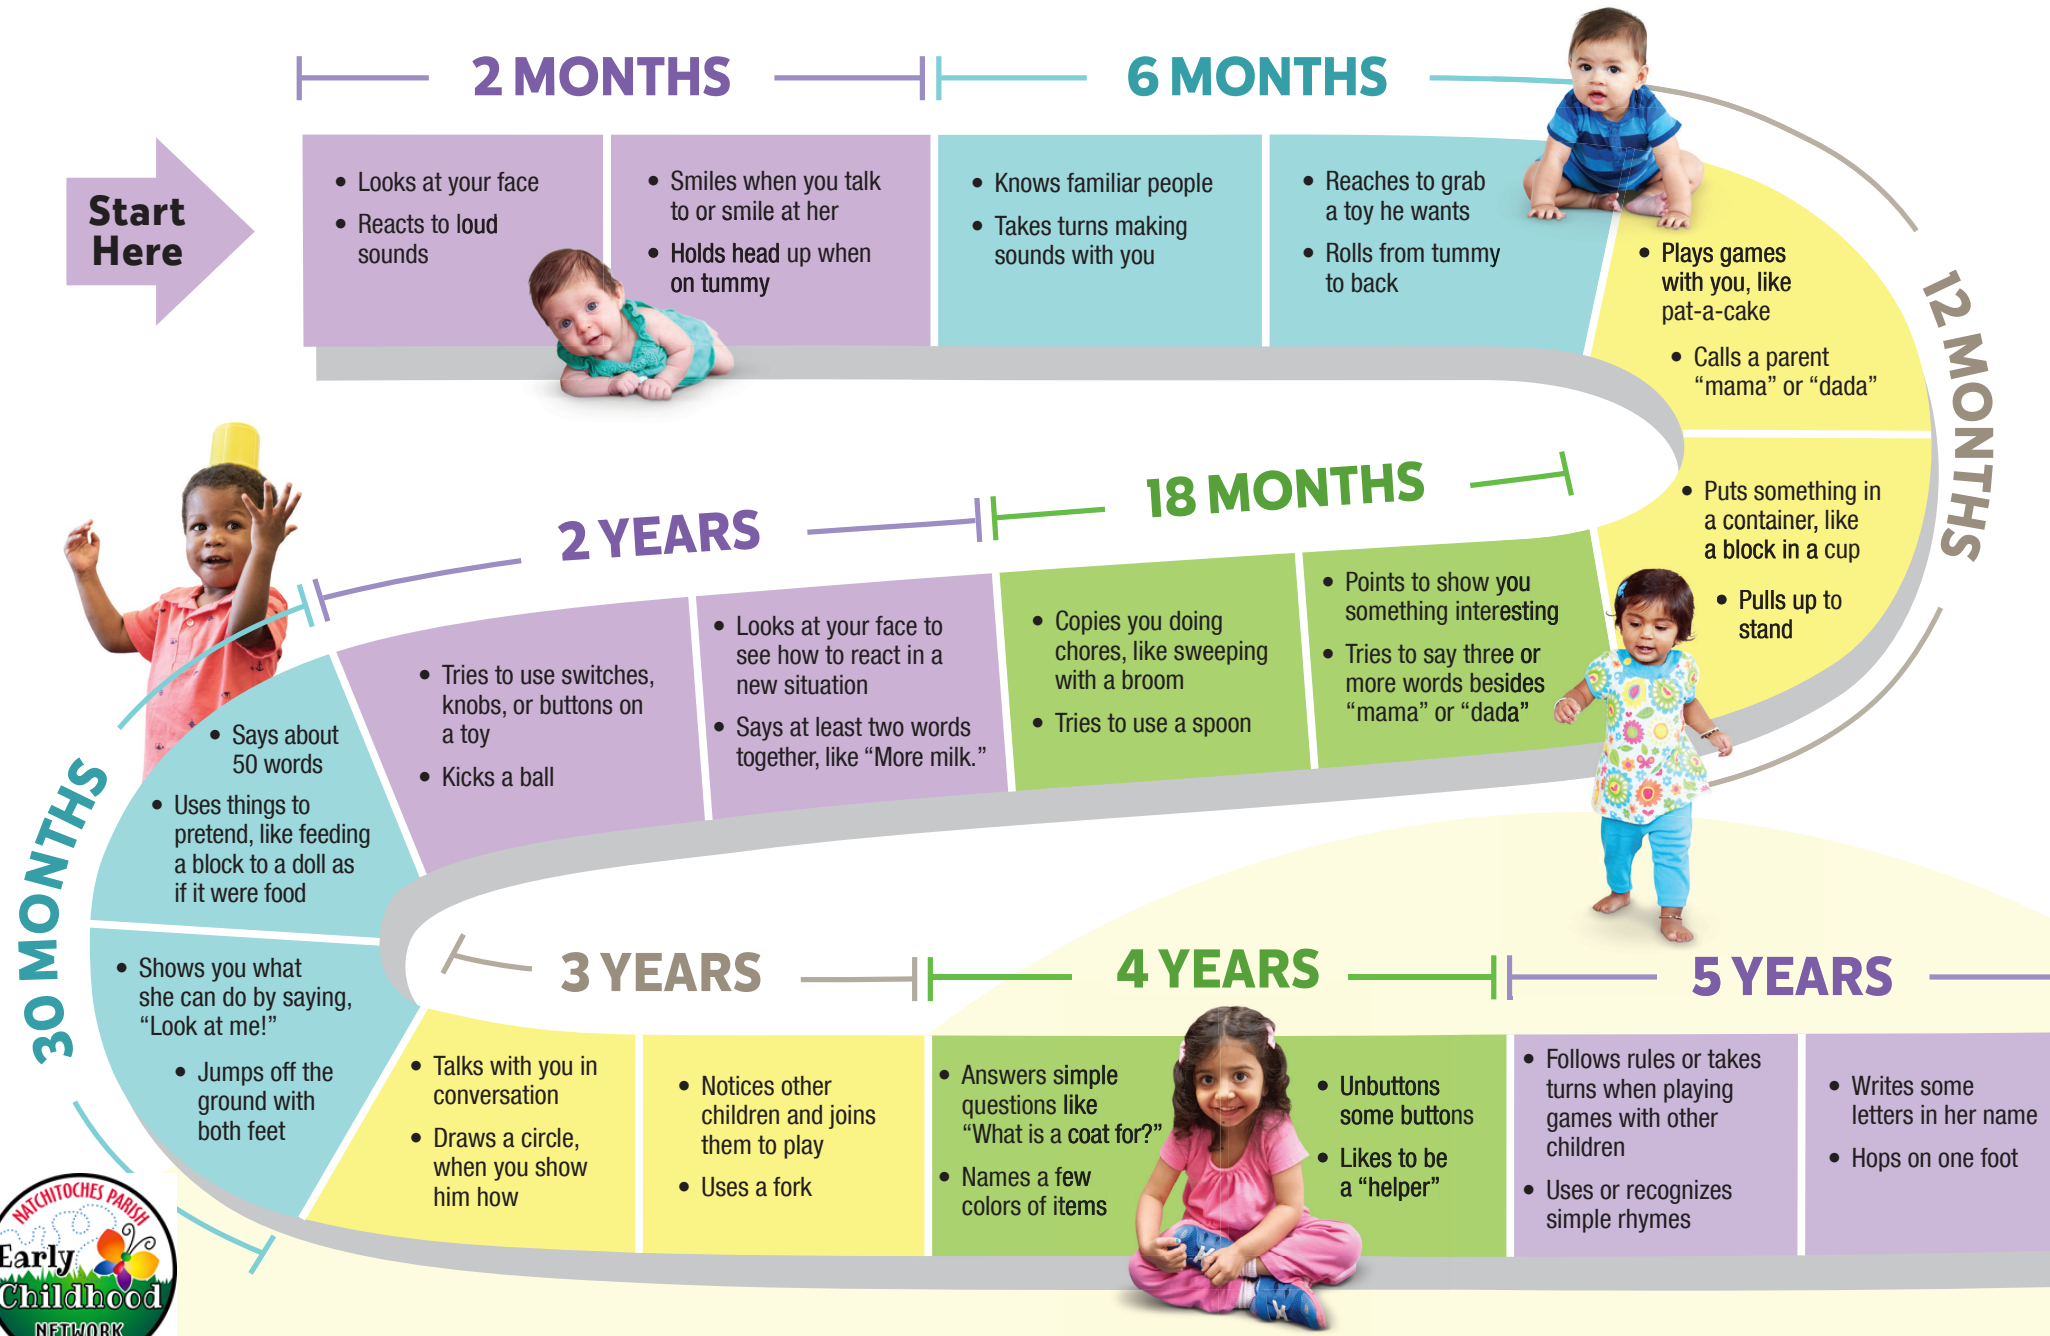 2 MONTHS
6 MONTHS
Start
Here
• Looks at your face
• Reacts to loud
sounds
• Smiles when you talk
to or smile at her
• Holds head up when
on tummy
• Knows familiar people
• Takes turns making
sounds with you
• Reaches to grab
a toy he wants
• Rolls from tummy
to back
12 MONTHS
• Plays games
with you, like
pat-a-cake
• Calls a parent
“mama” or “dada”
• Puts something in
a container, like
a block in a cup
• Pulls up to
stand
18 MONTHS
• Points to show you
something interesting
• Tries to say three or
more words besides
“mama” or “dada”
• Copies you doing
chores, like sweeping
with a broom
• Tries to use a spoon
2 YEARS
• Looks at your face to
see how to react in a
new situation
• Says at least two words
together, like “More milk.”
• Tries to use switches,
knobs, or buttons on
a toy
• Kicks a ball
30 MONTHS
• Says about
50 words
• Uses things to
pretend, like feeding
a block to a doll as
if it were food
• Shows you what
she can do by saying,
“Look at me!”
• Jumps off the
ground with
both feet
3 YEARS
• Talks with you in
conversation
• Draws a circle,
when you show
him how
• Notices other
children and joins
them to play
• Uses a fork
4 YEARS
• Answers simple
questions like
“What is a coat for?”
• Names a few
colors of items
• Unbuttons
some buttons
• Likes to be
a “helper”
5 YEARS
• Follows rules or takes
turns when playing
games with other
children
• Uses or recognizes
simple rhymes
• Writes some
letters in her name
• Hops on one foot
NATCHITOCHES PARISH
Early
Childhood
NETWORK